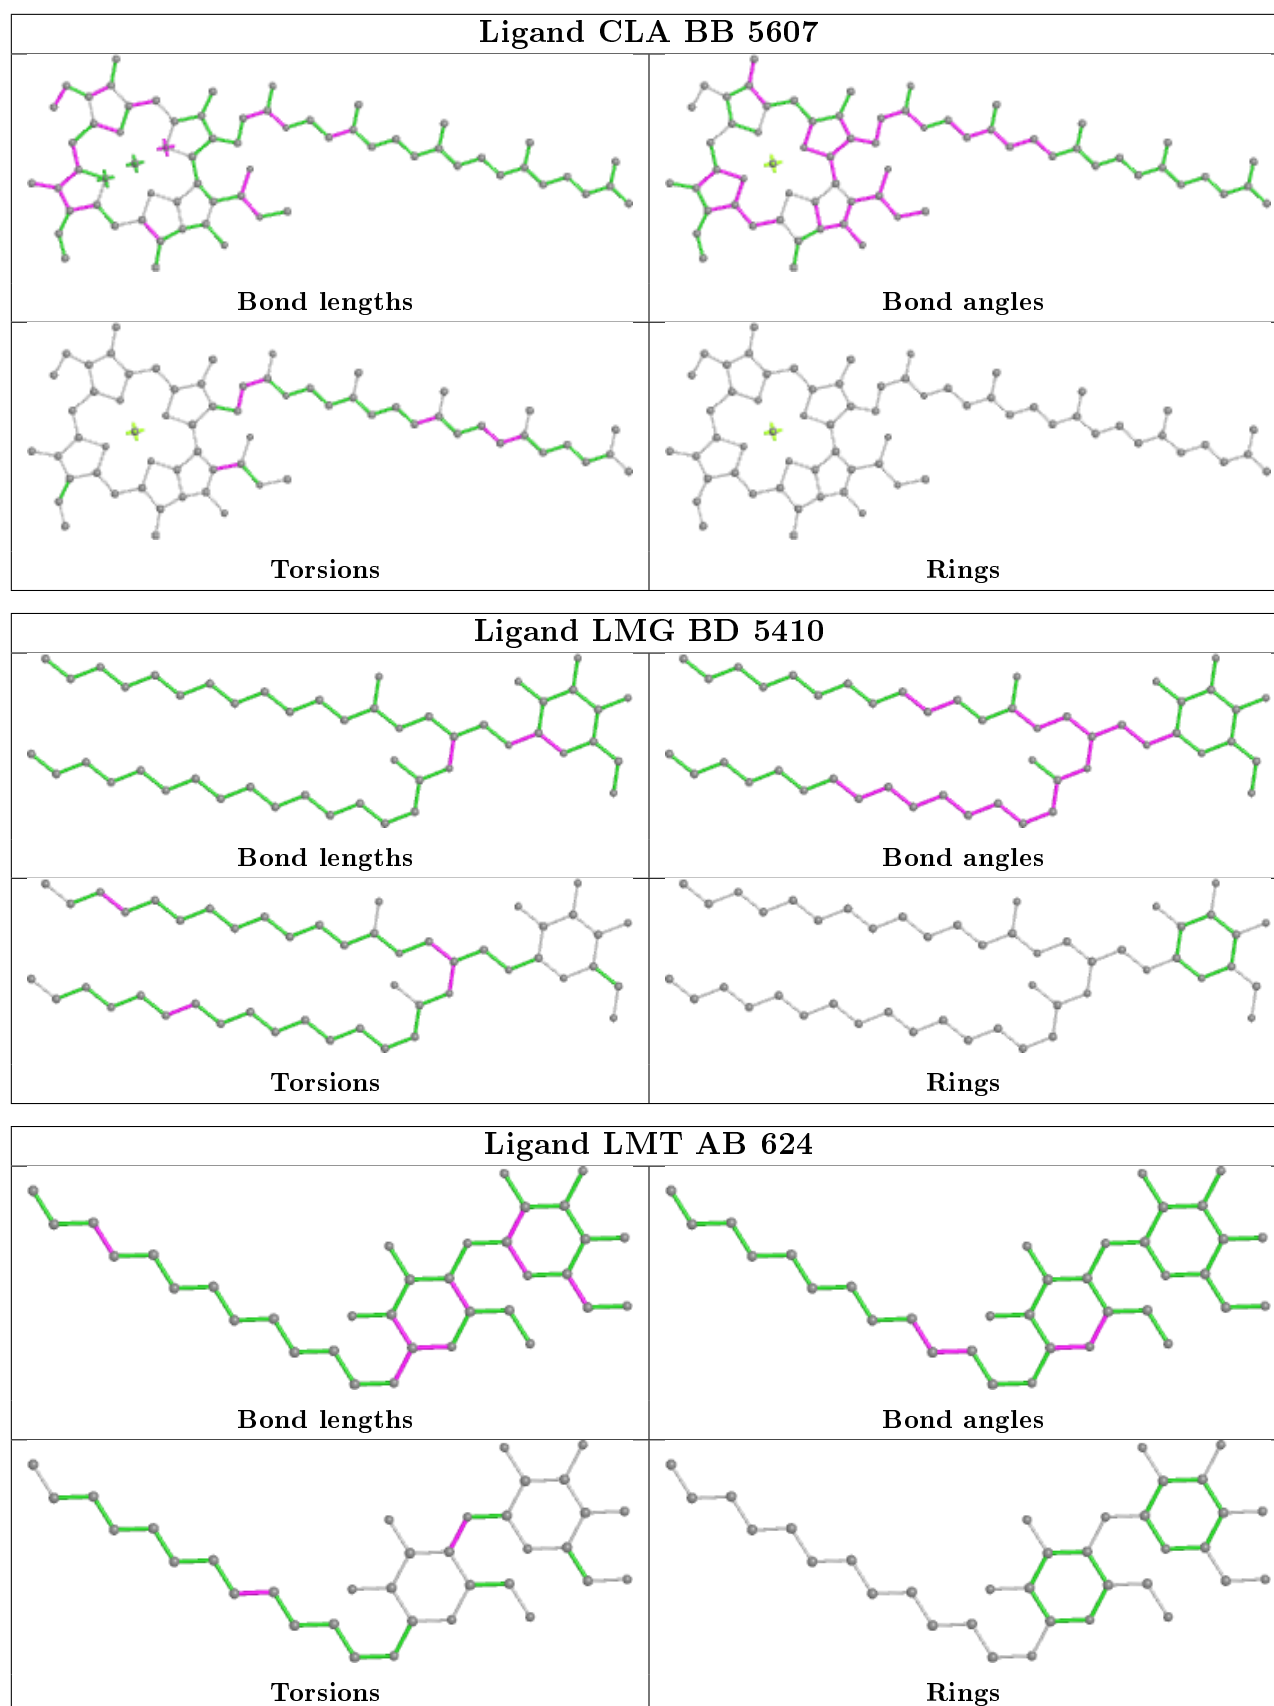 Ligand CLA BB 5607
Bond lengths
Bond angles
Torsions
Rings
Ligand LMG BD 5410
Bond lengths
Bond angles
Torsions
Rings
Ligand LMT AB 624
Bond lengths
Bond angles
Torsions
Rings